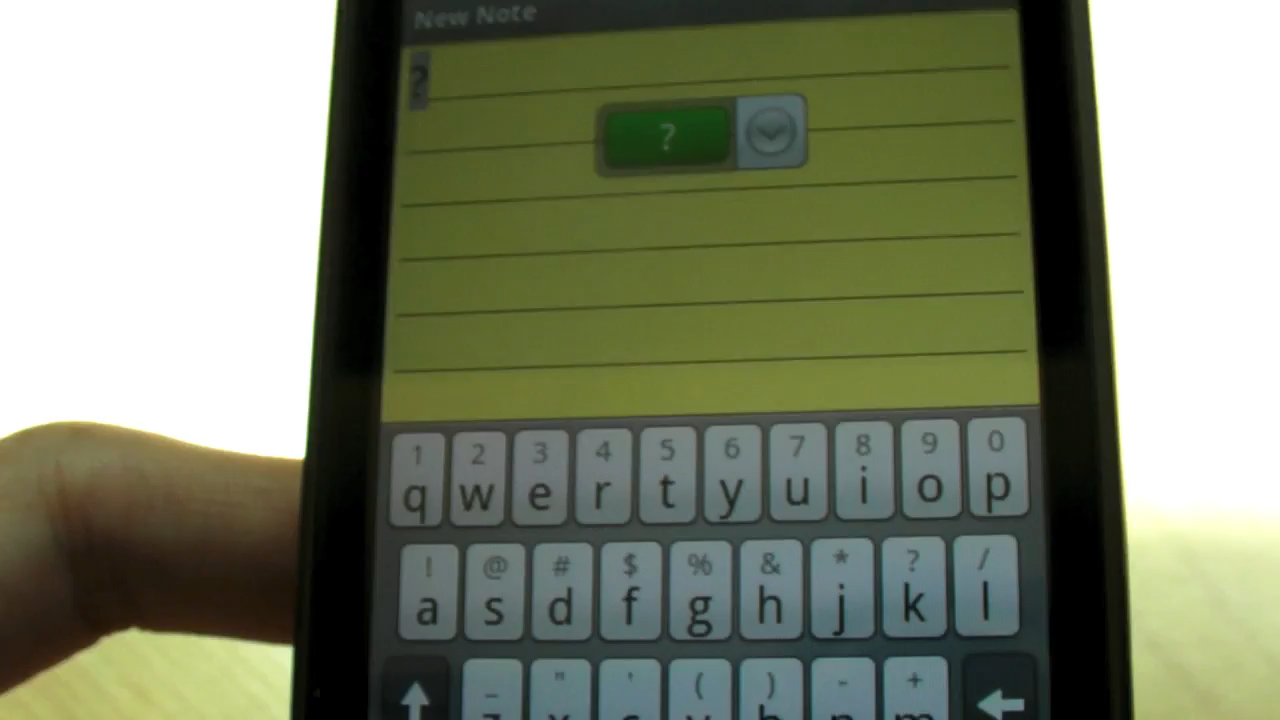 New Note
?
?
1 2 3 4 5 6 7 8 9 0
q w e r t y u i o p
! @ # $ % & * ? /
a s d f g h j k l
_ " ' ( ) - +
z x c v b n m